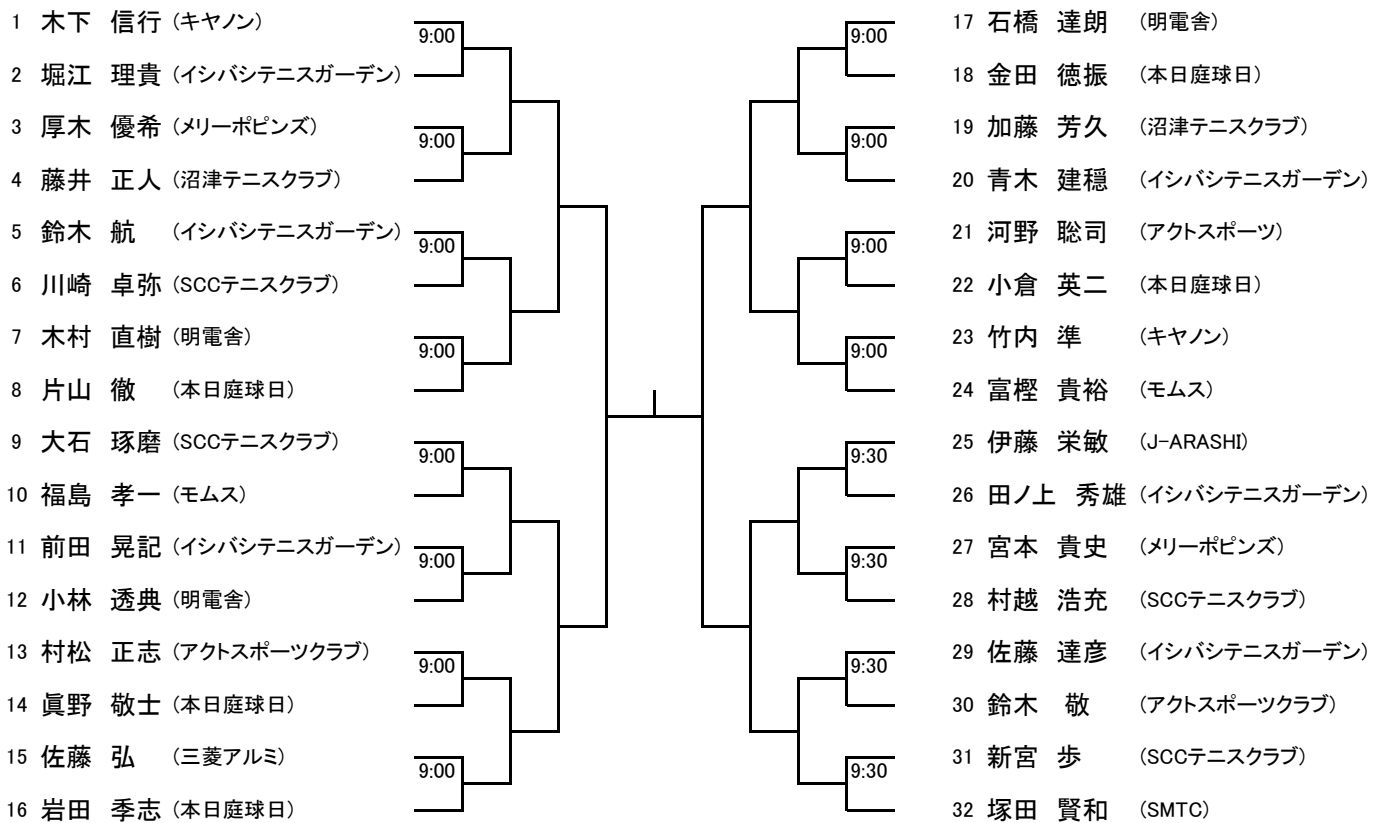 1 木下 信行 (キヤノン)
9:00
2 堀江 理貴 (イシバシテニスガーデン)
3 厚木 優希 (メリーポピンズ)
9:00
4 藤井 正人 (沼津テニスクラブ)
5 鈴木 航 (イシバシテニスガーデン)
9:00
6 川崎 卓弥 (SCCテニスクラブ)
7 木村 直樹 (明電舎)
9:00
8 片山 徹 (本日庭球日)
9 大石 琢磨 (SCCテニスクラブ)
9:00
10 福島 孝一 (モムス)
11 前田 晃記 (イシバシテニスガーデン)
9:00
12 小林 透典 (明電舎)
13 村松 正志 (アクトスポーツクラブ)
9:00
14 眞野 敬士 (本日庭球日)
15 佐藤 弘 (三菱アルミ)
9:00
16 岩田 季志 (本日庭球日)
17 石橋 達朗 (明電舎)
9:00
18 金田 徳振 (本日庭球日)
19 加藤 芳久 (沼津テニスクラブ)
9:00
20 青木 建穏 (イシバシテニスガーデン)
21 河野 聡司 (アクトスポーツ)
9:00
22 小倉 英二 (本日庭球日)
23 竹内 準 (キヤノン)
9:00
24 富樫 貴裕 (モムス)
25 伊藤 栄敏 (J-ARASHI)
9:30
26 田ノ上 秀雄 (イシバシテニスガーデン)
27 宮本 貴史 (メリーポピンズ)
9:30
28 村越 浩充 (SCCテニスクラブ)
29 佐藤 達彦 (イシバシテニスガーデン)
9:30
30 鈴木 敬 (アクトスポーツクラブ)
31 新宮 歩 (SCCテニスクラブ)
9:30
32 塚田 賢和 (SMTC)